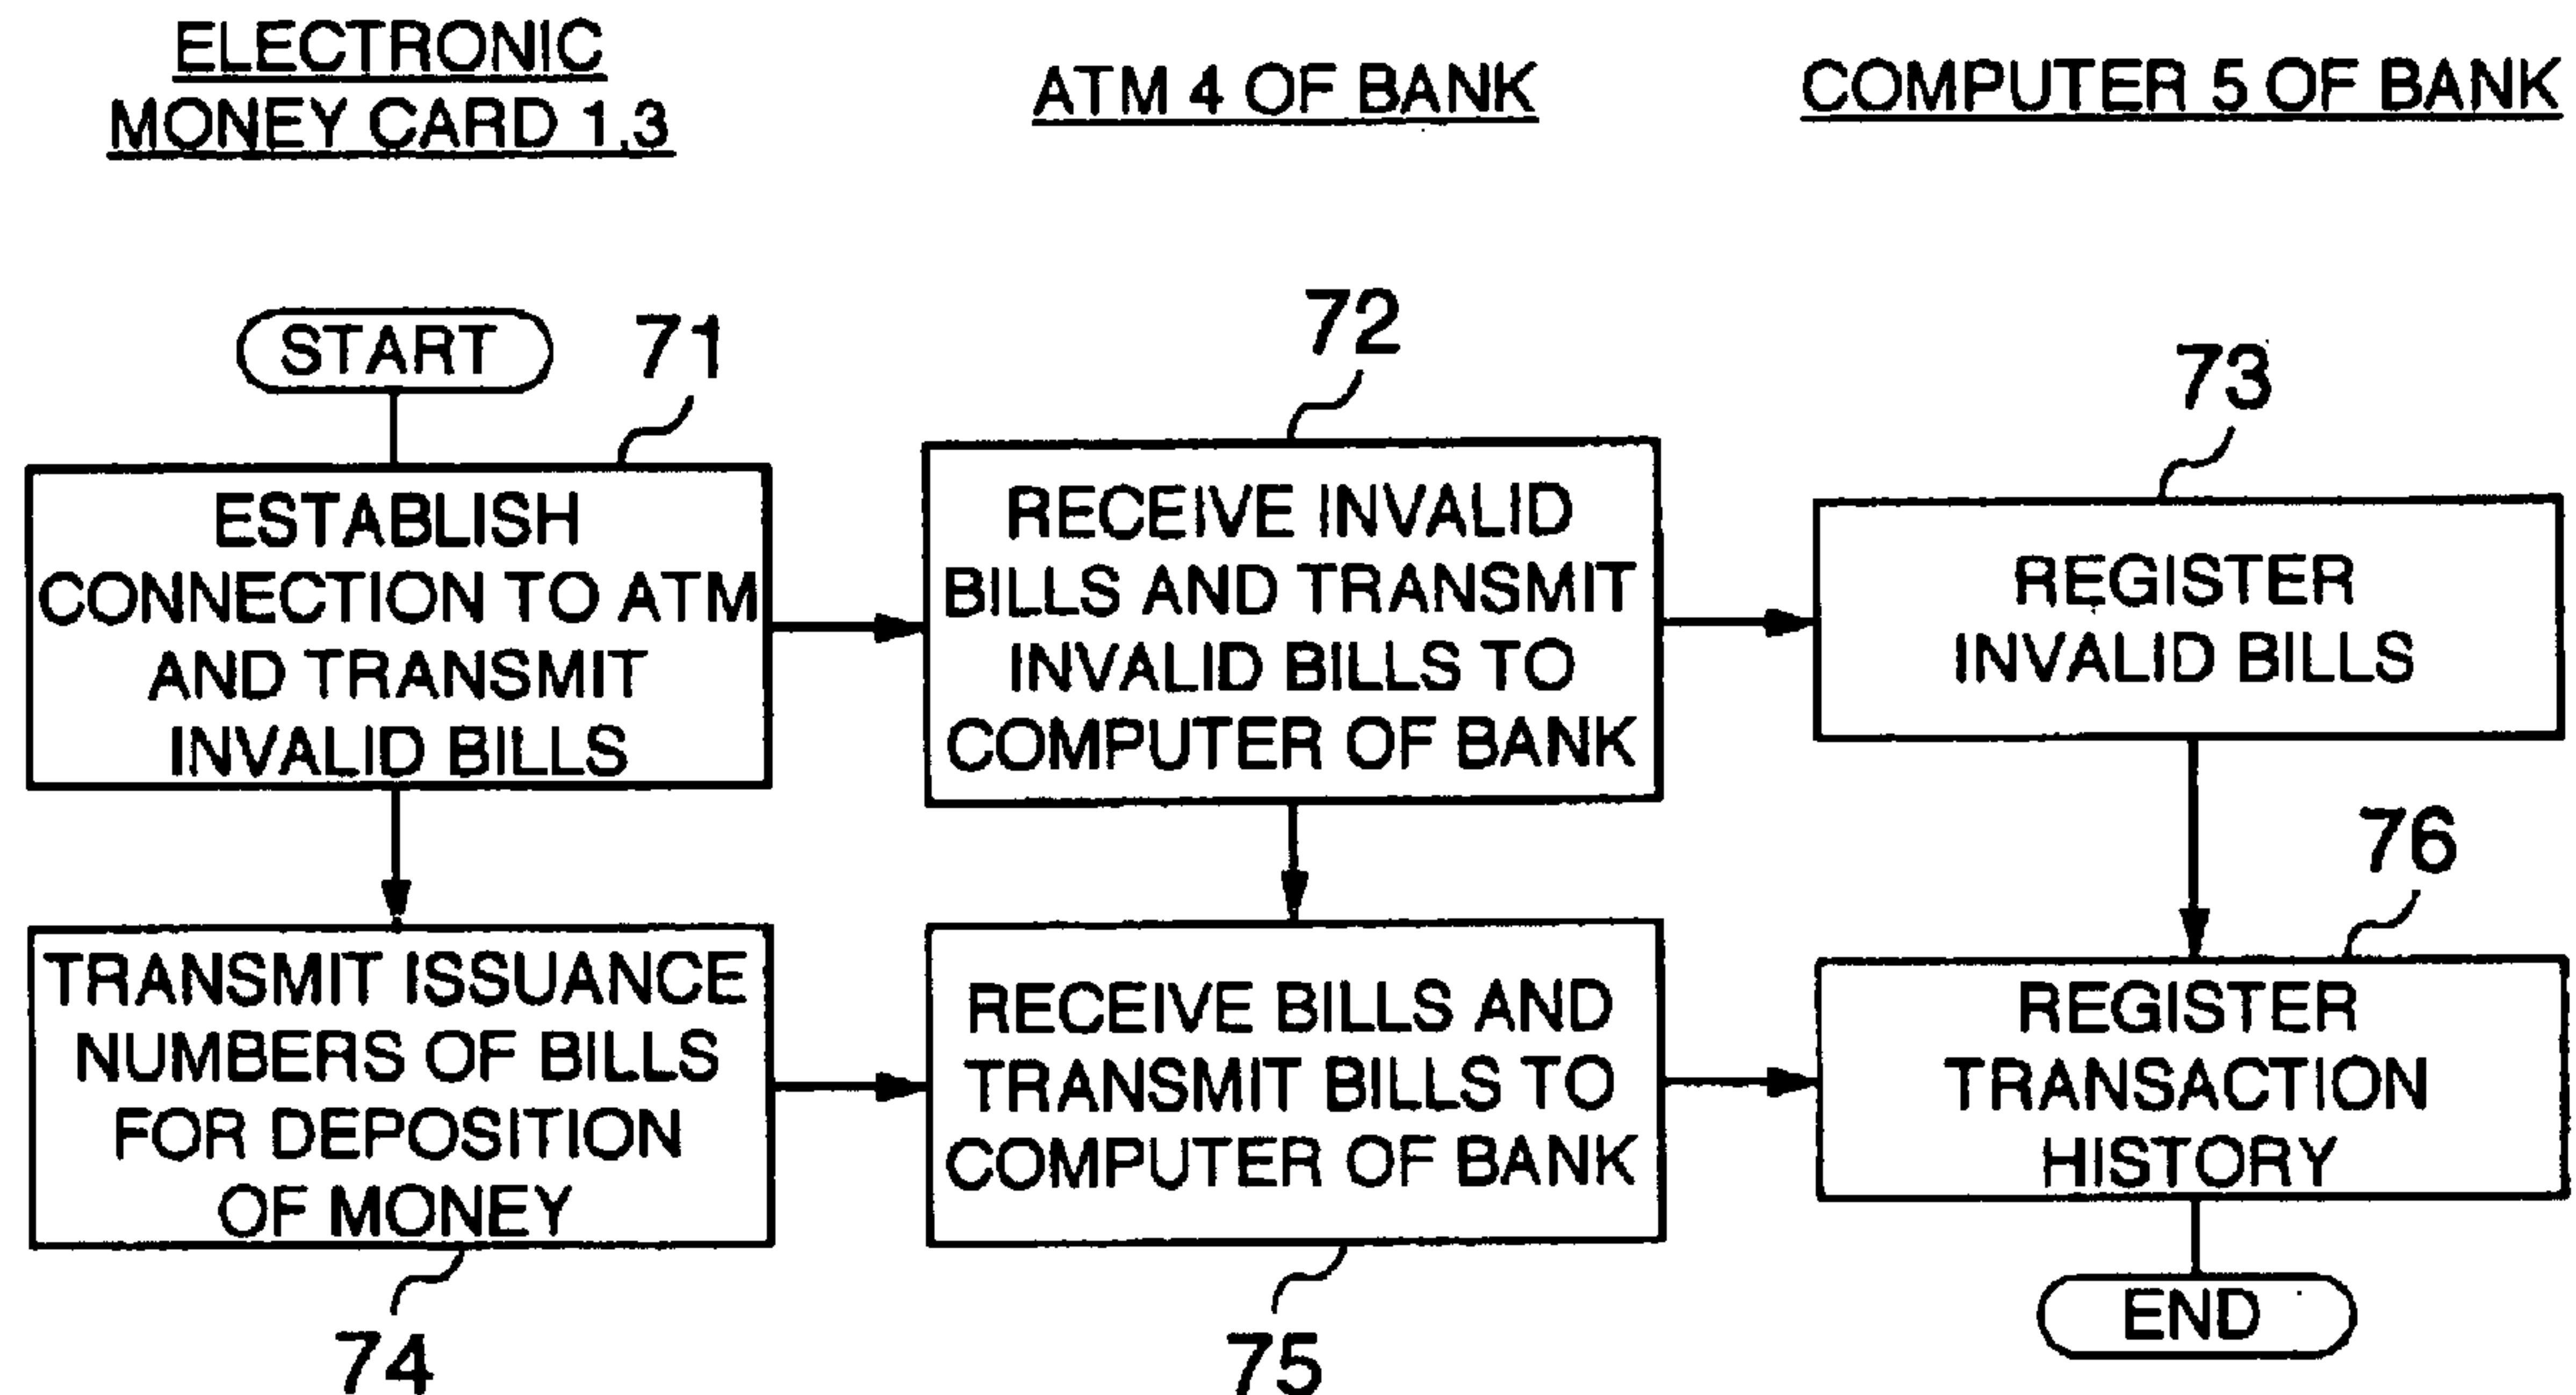 ELECTRONIC
MONEY CARD 1,3
ATM 4 OF BANK
COMPUTER 5 OF BANK
START
71
72
73
ESTABLISH
CONNECTION TO ATM
AND TRANSMIT
INVALID BILLS
RECEIVE INVALID
BILLS AND TRANSMIT
INVALID BILLS TO
COMPUTER OF BANK
REGISTER
INVALID BILLS
76
TRANSMIT ISSUANCE
NUMBERS OF BILLS
FOR DEPOSITION
OF MONEY
RECEIVE BILLS AND
TRANSMIT BILLS TO
COMPUTER OF BANK
REGISTER
TRANSACTION
HISTORY
74
75
END